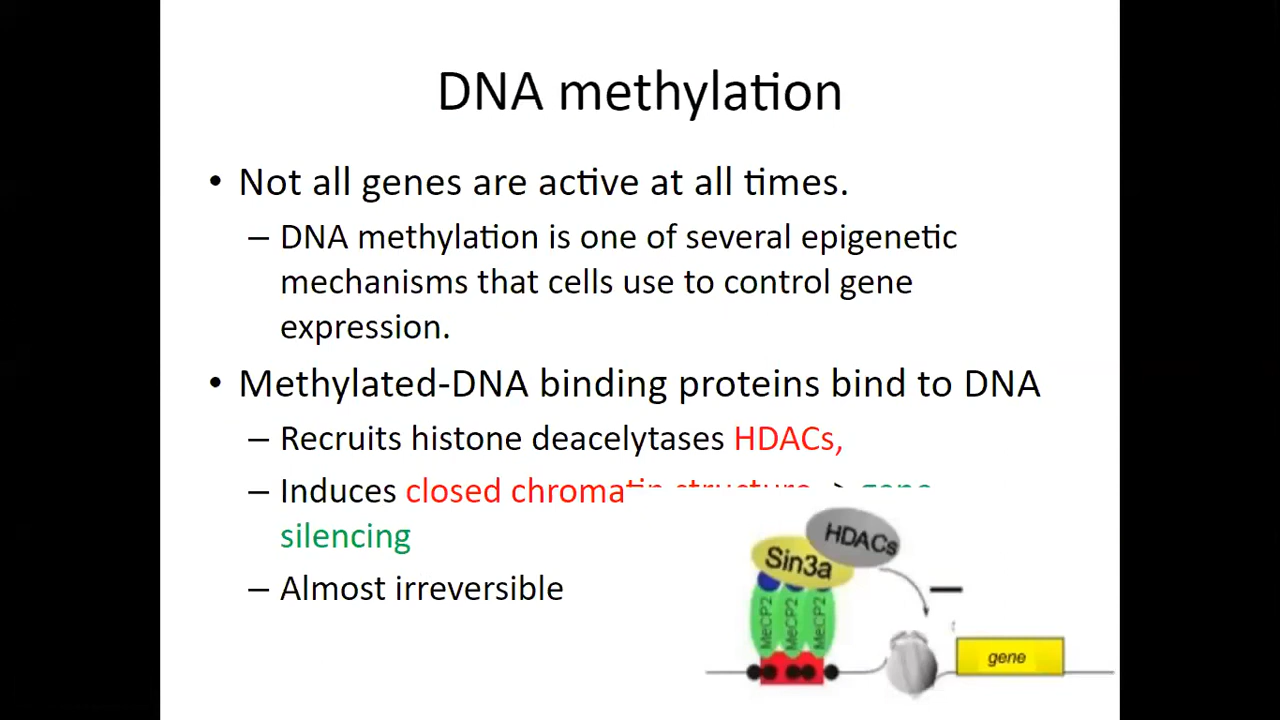 DNA methylation
• Not all genes are active at all times.
– DNA methylation is one of several epigenetic
mechanisms that cells use to control gene
expression.
• Methylated-DNA binding proteins bind to DNA
– Recruits histone deacelytases HDACs,
– Induces closed chromatin structure -> gene
silencing
– Almost irreversible
HDACs
Sin3a
MeCP2 MeCP2 MeCP2
gene